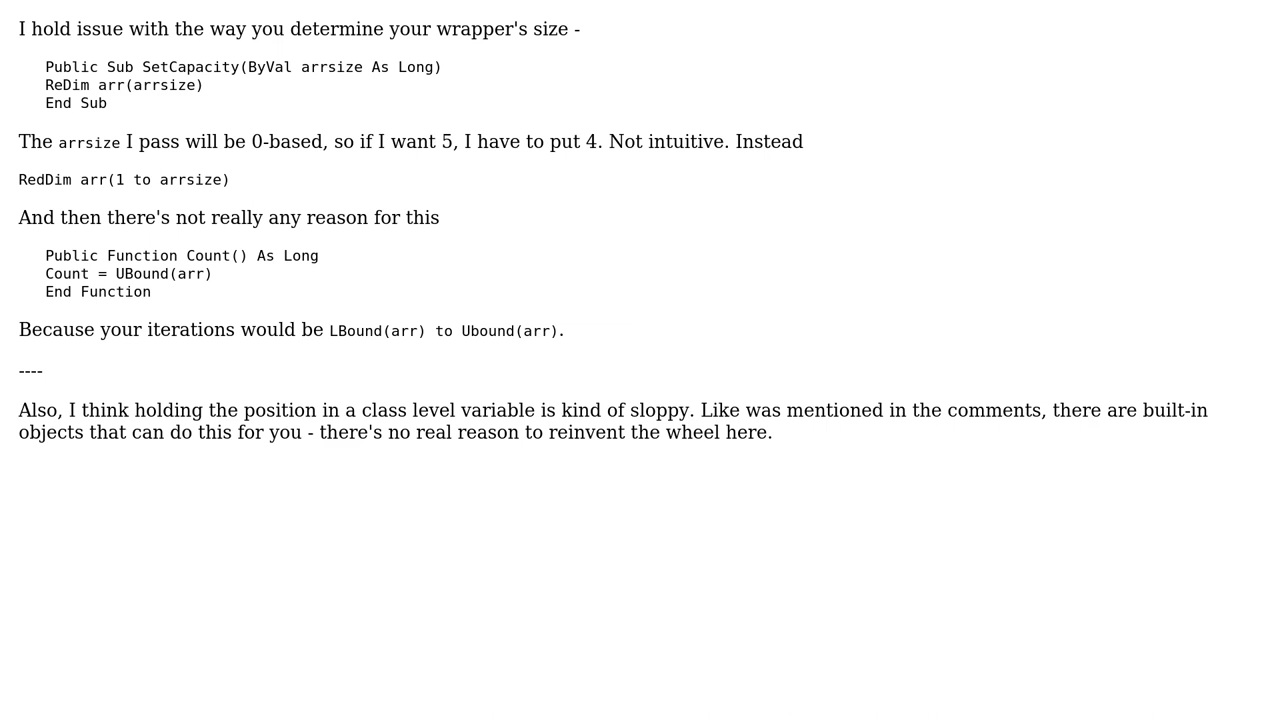 I hold issue with the way you determine your wrapper's size -
Public Sub SetCapacity(ByVal arrsize As Long)
ReDim arr(arrsize)
End Sub
The arrsize I pass will be 0-based, so if I want 5, I have to put 4. Not intuitive. Instead
RedDim arr(1 to arrsize)
And then there's not really any reason for this
Public Function Count() As Long
Count = UBound(arr)
End Function
Because your iterations would be LBound(arr) to Ubound(arr).
----
Also, I think holding the position in a class level variable is kind of sloppy. Like was mentioned in the comments, there are built-in
objects that can do this for you - there's no real reason to reinvent the wheel here.